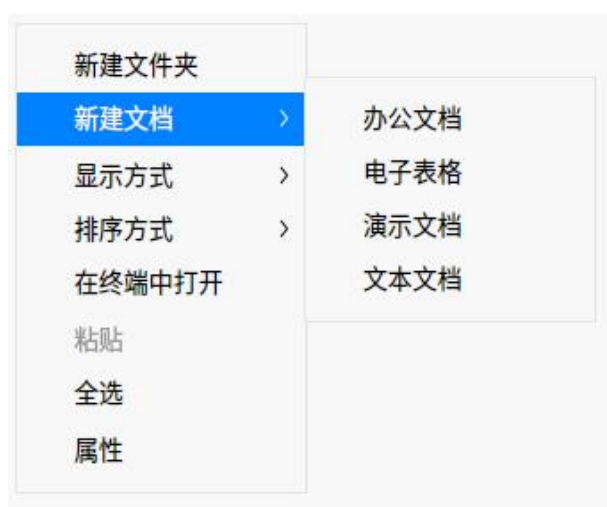 新建文件夹
新建文档
显示方式
排序方式
在终端中打开
粘贴
全选
属性
办公文档
电子表格
演示文档
文本文档